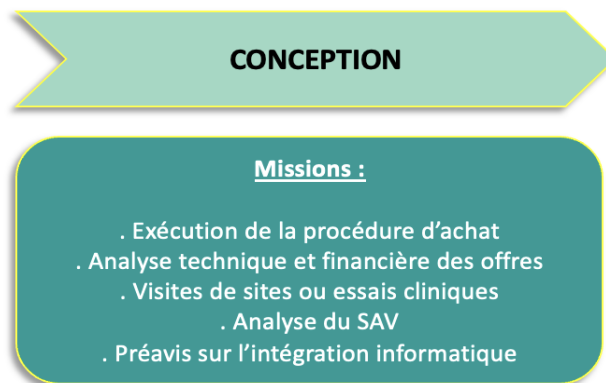 CONCEPTION
Missions :
. Exécution de la procédure d’achat
. Analyse technique et financière des offres
. Visites de sites ou essais cliniques
. Analyse du SAV
. Préavis sur l’intégration informatique